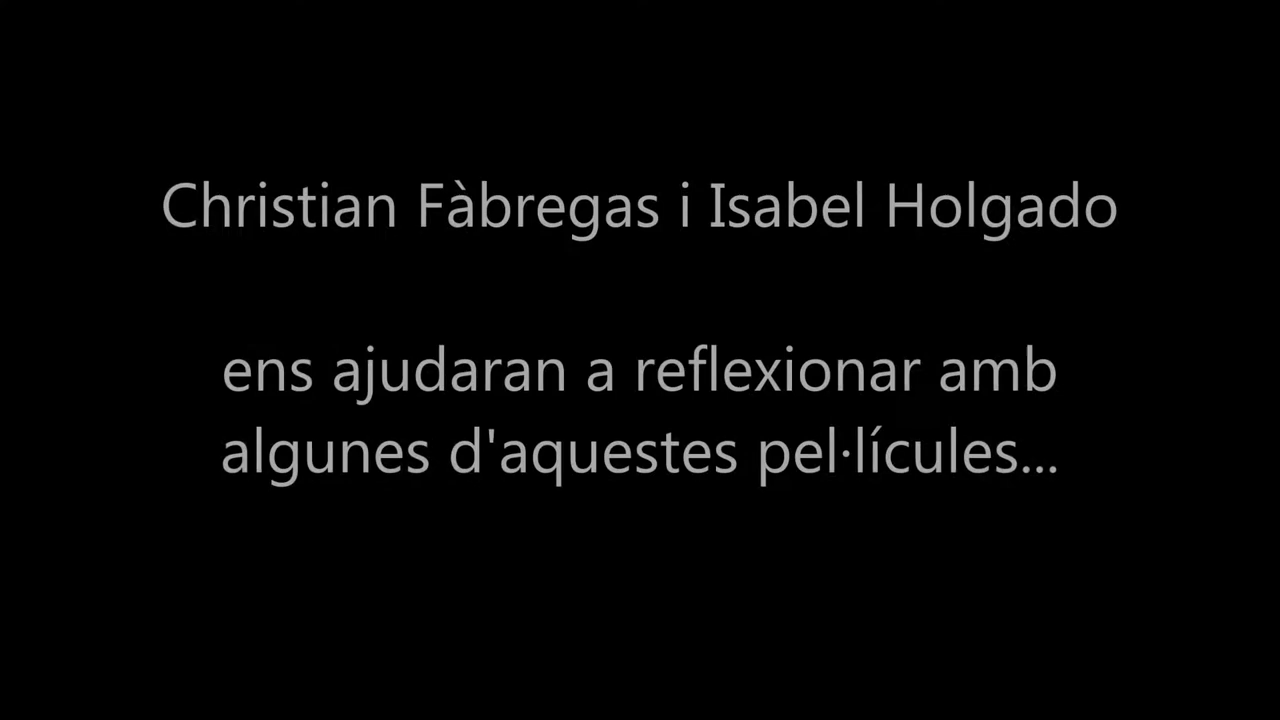 Christian Fàbregas i Isabel Holgado
ens ajudaran a reflexionar amb
algunes d'aquestes pel·lícules...